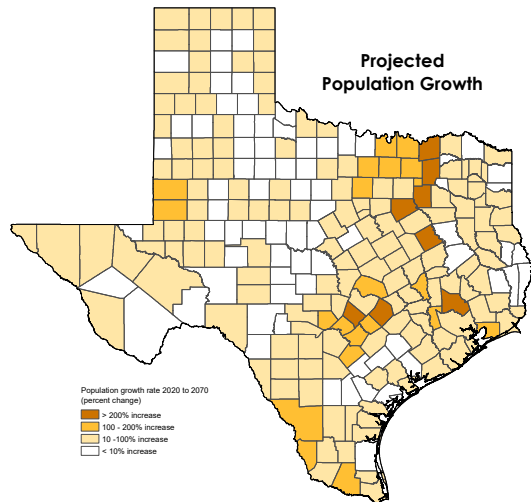 Projected
Population Growth
Population growth rate 2020 to 2070
(percent change)
> 200% increase
100 - 200% increase
10 -100% increase
< 10% increase